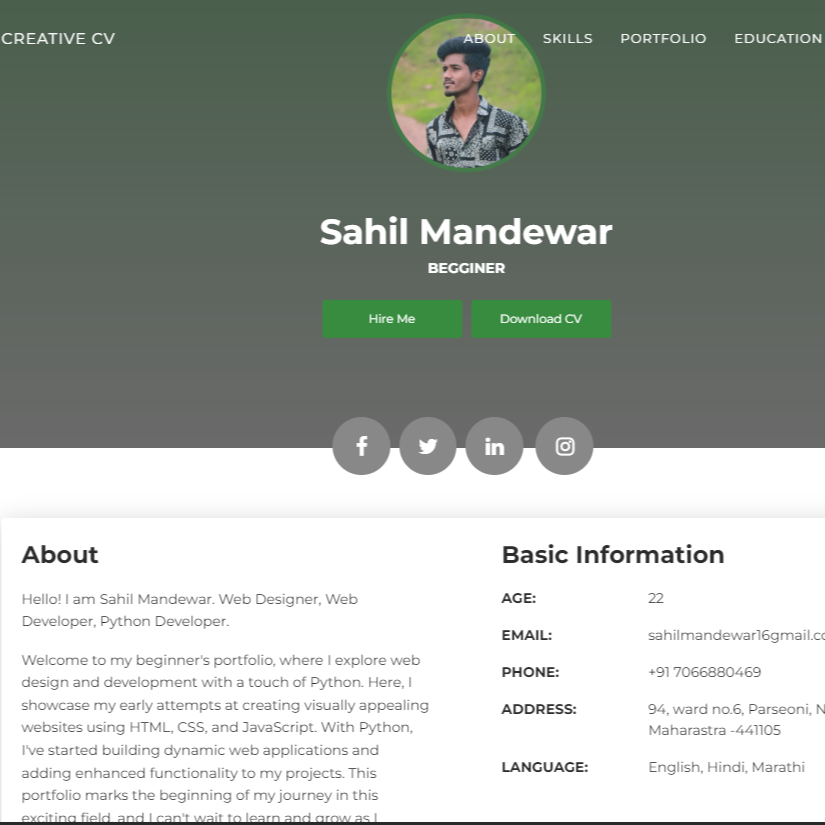 CREATIVE CV
ABOUT SKILLS PORTFOLIO EDUCATION
Sahil Mandewar
BEGGINER
Hire Me
Download CV
About
Hello! I am Sahil Mandewar. Web Designer, Web
Developer, Python Developer.
Welcome to my beginner's portfolio, where I explore web
design and development with a touch of Python. Here, I
showcase my early attempts at creating visually appealing
websites using HTML, CSS, and JavaScript. With Python,
I've started building dynamic web applications and
adding enhanced functionality to my projects. This
portfolio marks the beginning of my journey in this
exciting field, and I can't wait to learn and grow as I
Basic Information
AGE: 22
EMAIL: sahilmandewar16gmail.co
PHONE: +91 7066880469
ADDRESS: 94, ward no.6, Parseoni, N
Maharastra -441105
LANGUAGE: English, Hindi, Marathi